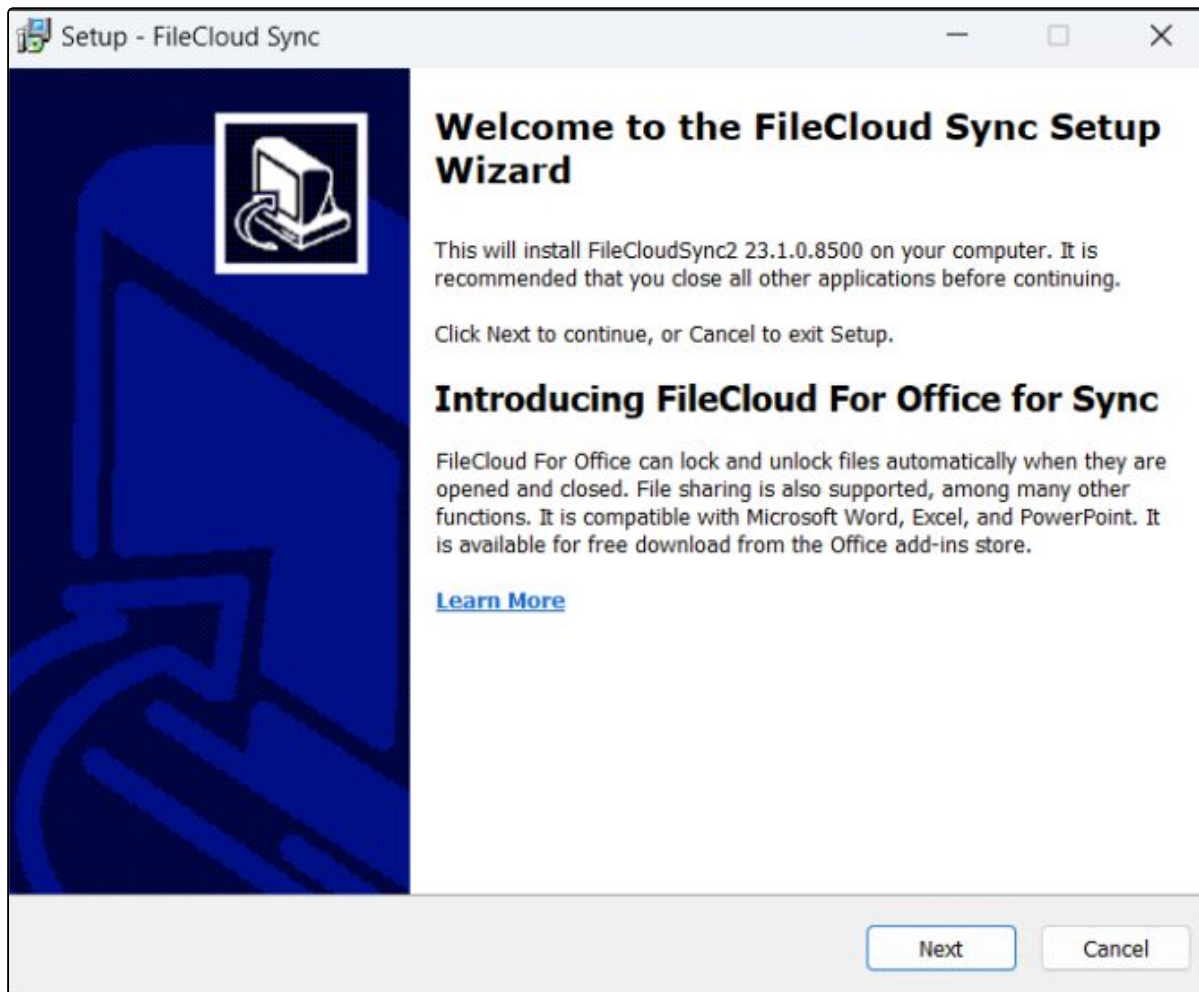 Setup - FileCloud Sync
Welcome to the FileCloud Sync Setup
Wizard
This will install FileCloudSync2 23.1.0.8500 on your computer. It is
recommended that you close all other applications before continuing.
Click Next to continue, or Cancel to exit Setup.
Introducing FileCloud For Office for Sync
FileCloud For Office can lock and unlock files automatically when they are
opened and closed. File sharing is also supported, among many other
functions. It is compatible with Microsoft Word, Excel, and PowerPoint. It
is available for free download from the Office add-ins store.
Learn More
Next
Cancel